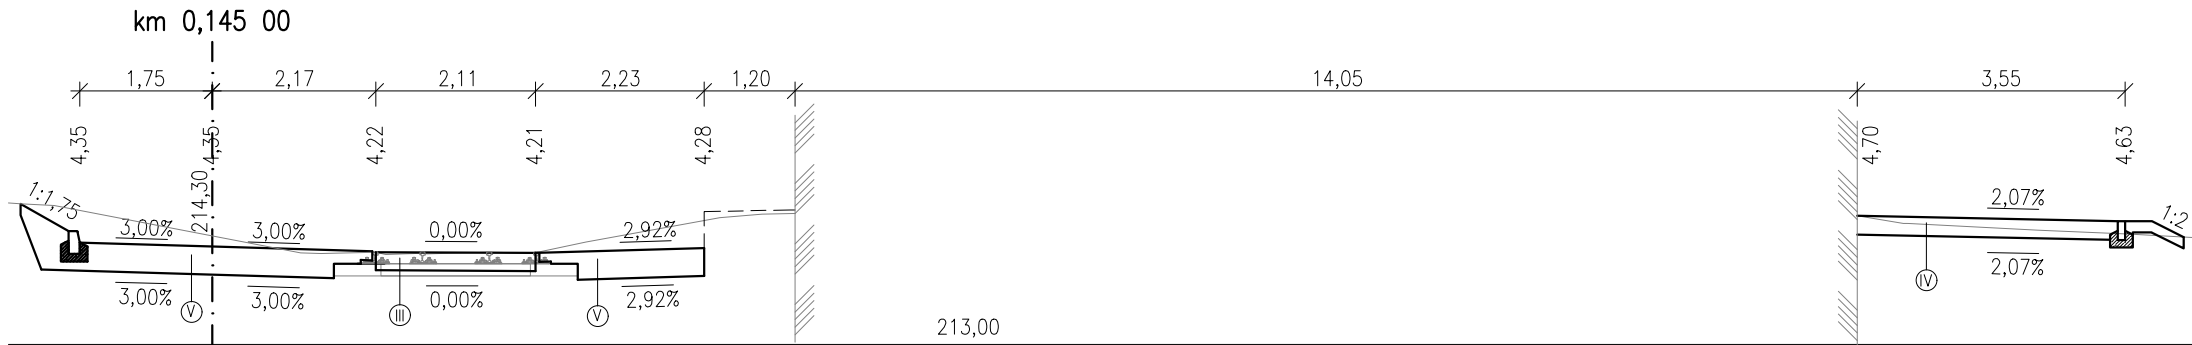 km 0,145 00
1,75 2,17 2,11 2,23 1,20 14,05 3,55
4,35 4,35 4,22 4,21 4,28 4,70 4,63
214,30
1:1,75 3,00% 3,00% 0,00% 2,92% 2,07% 1:2
3,00% 3,00% 0,00% 2,92% 2,07%
V III V IV
213,00